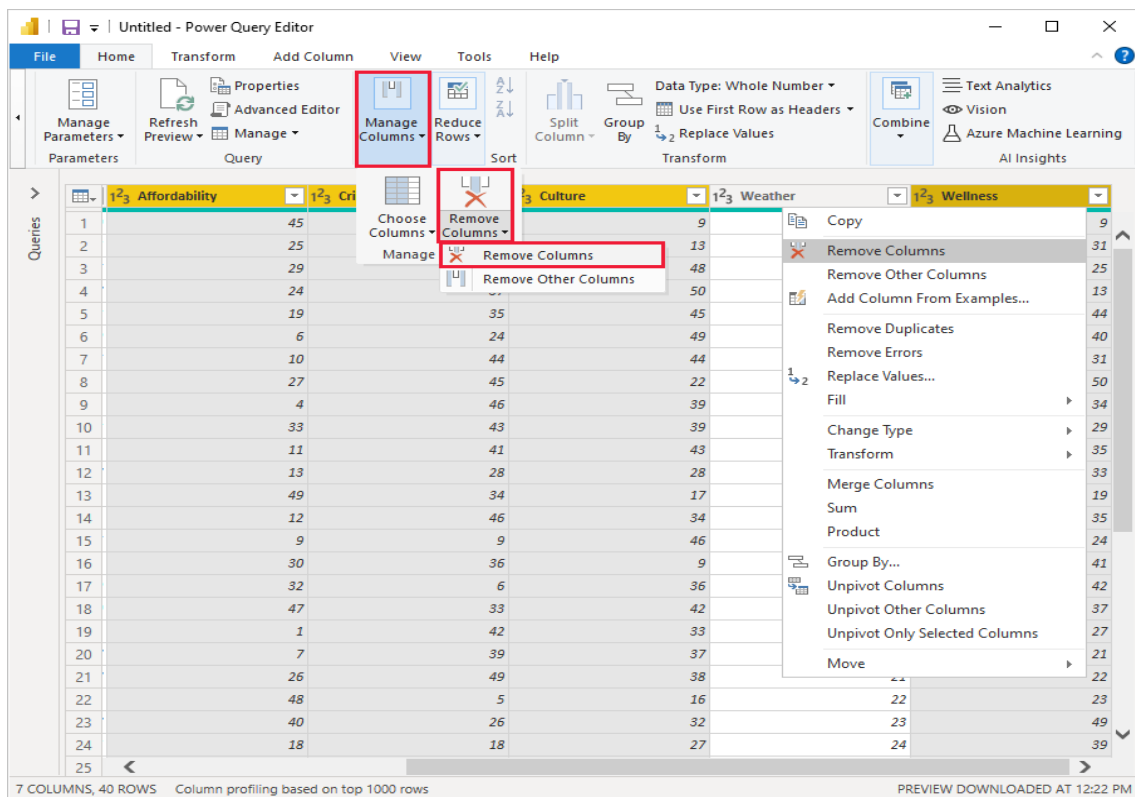 Untitled - Power Query Editor
File Home Transform Add Column View Tools Help
Manage Parameters
Refresh Preview
Properties
Advanced Editor
Manage
Manage Columns
Reduce Rows
Split Column
Group By
Data Type: Whole Number
Use First Row as Headers
Replace Values
Combine
Text Analytics
Vision
Azure Machine Learning
Parameters Query Sort Transform AI Insights
Choose Columns
Remove Columns
Manage
Remove Columns
Remove Other Columns
Queries
1²3 Affordability 1²3 Cri 3 Culture 1²3 Weather 1²3 Wellness
1 45 9 9
2 25 13 31
3 29 48 25
4 24 50 13
5 19 35 45 44
6 6 24 49 40
7 10 44 44 31
8 27 45 22 50
9 4 46 39 34
10 33 43 39 29
11 11 41 43 35
12 13 28 28 33
13 49 34 17 19
14 12 46 34 35
15 9 9 46 24
16 30 36 9 41
17 32 6 36 42
18 47 33 42 37
19 1 42 33 27
20 7 39 37 21
21 26 49 38 21 22
22 48 5 16 22 23
23 40 26 32 23 49
24 18 18 27 24 39
25
Copy
Remove Columns
Remove Other Columns
Add Column From Examples...
Remove Duplicates
Remove Errors
Replace Values...
Fill
Change Type
Transform
Merge Columns
Sum
Product
Group By...
Unpivot Columns
Unpivot Other Columns
Unpivot Only Selected Columns
Move
7 COLUMNS, 40 ROWS Column profiling based on top 1000 rows PREVIEW DOWNLOADED AT 12:22 PM